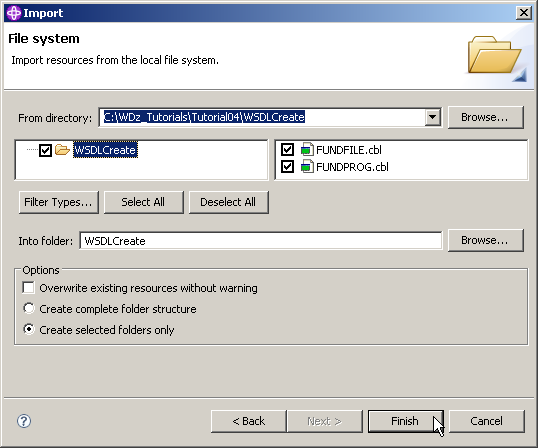 Import
File system
Import resources from the local file system.
From directory: C:\WDz_Tutorials\Tutorial04\WSDLCreate Browse...
WSDLCreate
FUNDFILE.cbl
FUNDPROG.cbl
Filter Types... Select All Deselect All
Into folder: WSDLCreate Browse...
Options
Overwrite existing resources without warning
Create complete folder structure
Create selected folders only
? < Back Next > Finish Cancel